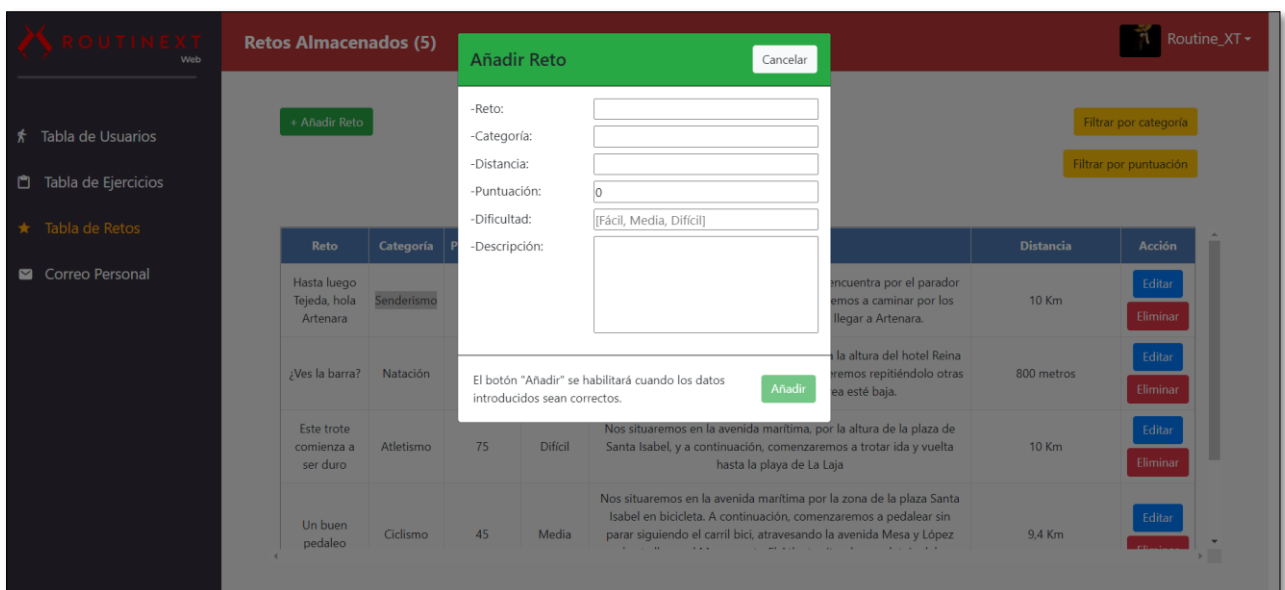 ROUTINEXT
Web
Retos Almacenados (5)
Routine_XT
Añadir Reto
Cancelar
-Reto:
-Categoría:
-Distancia:
-Puntuación:
0
-Dificultad:
[Fácil, Media, Difícil]
-Descripción:
El botón "Añadir" se habilitará cuando los datos
introducidos sean correctos.
Añadir
+ Añadir Reto
Filtrar por categoría
Filtrar por puntuación
Tabla de Usuarios
Tabla de Ejercicios
Tabla de Retos
Correo Personal
Reto
Categoría
P
Distancia
Acción
Hasta luego
Tejeda, hola
Artenara
Senderismo
encuentra por el parador
emos a caminar por los
llegar a Artenara.
10 Km
Editar
Eliminar
¿Ves la barra?
Natación
la altura del hotel Reina
remos repitiéndolo otras
ea esté baja.
800 metros
Editar
Eliminar
Este trote
comienza a
ser duro
Atletismo
75
Difícil
Nos situaremos en la avenida marítima, por la altura de la plaza de
Santa Isabel, y a continuación, comenzaremos a trotar ida y vuelta
hasta la playa de La Laja
10 Km
Editar
Eliminar
Un buen
pedaleo
Ciclismo
45
Media
Nos situaremos en la avenida marítima por la zona de la plaza Santa
Isabel en bicicleta. A continuación, comenzaremos a pedalear sin
parar siguiendo el carril bici, atravesando la avenida Mesa y López
9,4 Km
Editar
Eliminar